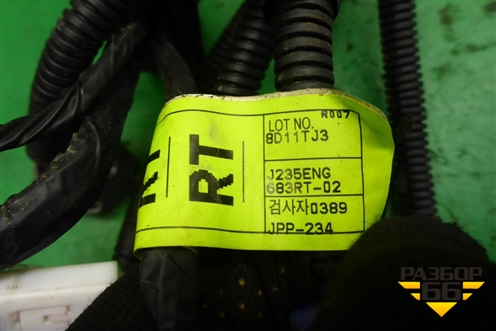 RT
RT
R007
LOT NO.
8D11TJ3
J235ENG
683RT-02
검사자0389
JPP-234
РАЗБОР
66